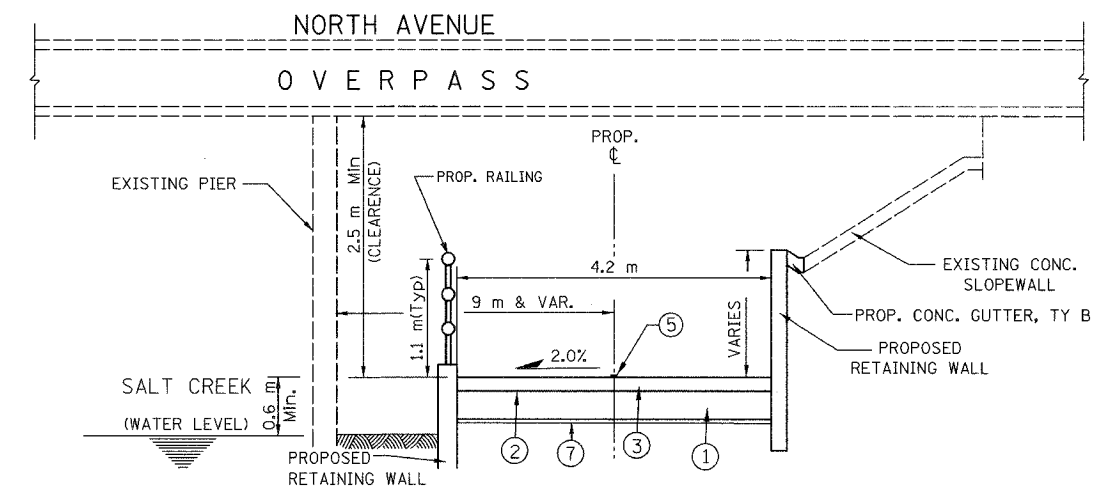 NORTH AVENUE
OVERPASS
PROP.
℄
EXISTING PIER
2.5 m Min
(CLEARENCE)
PROP. RAILING
4.2 m
EXISTING CONC.
SLOPEWALL
1.1 m(Typ)
9 m & VAR.
5
VARIES
PROP. CONC. GUTTER, TY B
PROPOSED
RETAINING WALL
2.0%
SALT CREEK
(WATER LEVEL)
0.6 m
Min.
2
7
3
1
PROPOSED
RETAINING WALL